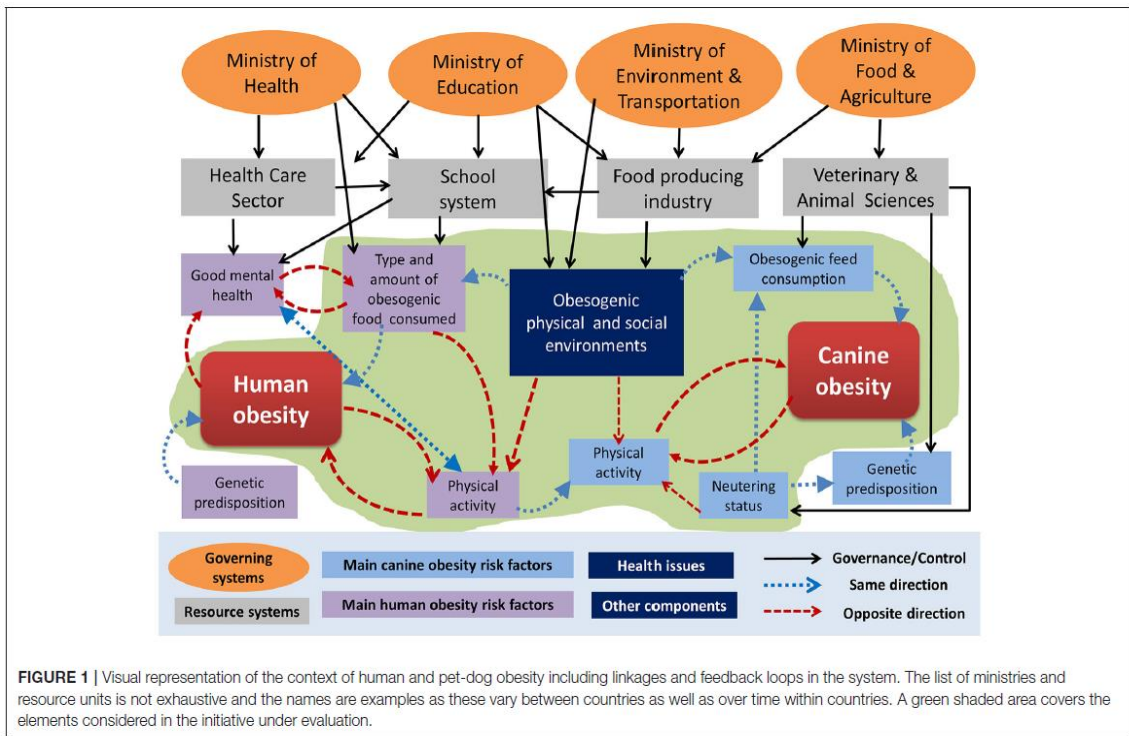 Ministry of
Health
Ministry of
Education
Ministry of
Environment &
Transportation
Ministry of
Food &
Agriculture
Health Care
Sector
School
system
Food producing
industry
Veterinary &
Animal Sciences
Good mental
health
Type and
amount of
obesogenic
food consumed
Obesogenic
physical and social
environments
Obesogenic feed
consumption
Human
obesity
Canine
obesity
Genetic
predisposition
Physical
activity
Physical
activity
Neutering
status
Genetic
predisposition
Governing
systems
Resource systems
Main canine obesity risk factors
Main human obesity risk factors
Health issues
Other components
Governance/Control
Same direction
Opposite direction
FIGURE 1 | Visual representation of the context of human and pet-dog obesity including linkages and feedback loops in the system. The list of ministries and
resource units is not exhaustive and the names are examples as these vary between countries as well as over time within countries. A green shaded area covers the
elements considered in the initiative under evaluation.